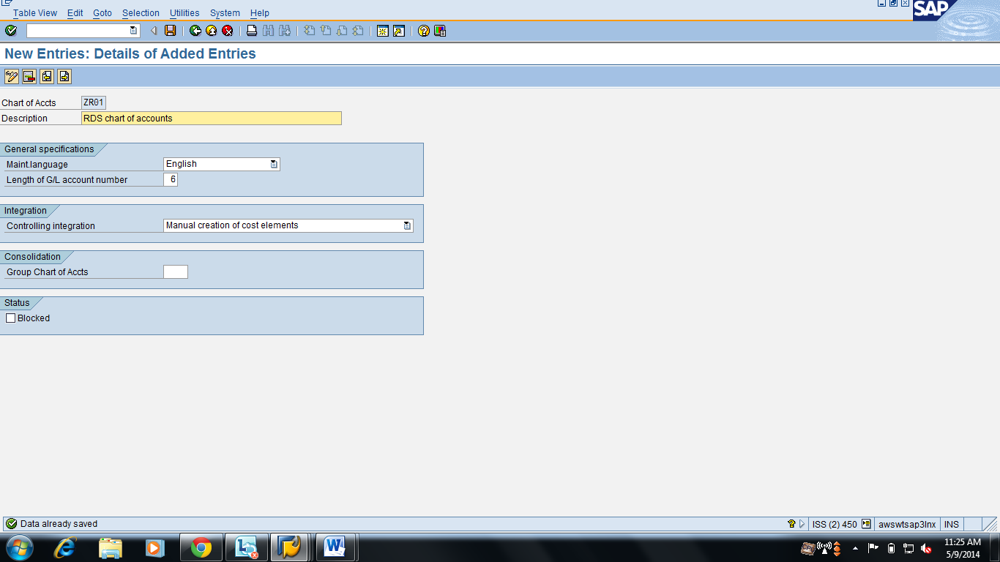 Table View Edit Goto Selection Utilities System Help
SAP
New Entries: Details of Added Entries
Chart of Accts ZR01
Description RDS chart of accounts
General specifications
Maint.language English
Length of G/L account number 6
Integration
Controlling integration Manual creation of cost elements
Consolidation
Group Chart of Accts
Status
Blocked
Data already saved ISS (2) 450 awswtsap3lnx INS
11:25 AM
5/9/2014